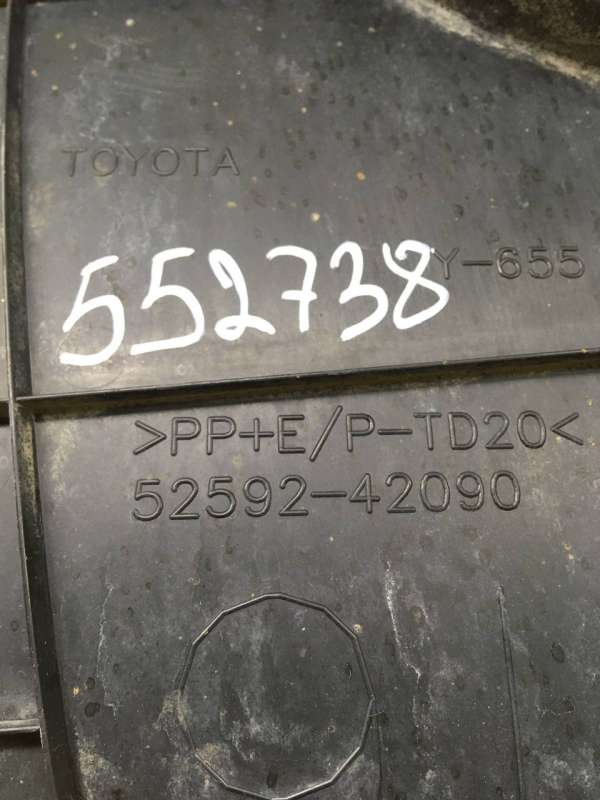 TOYOTA
552738
Y-655
>PP+E/P-TD20<
52592-42090